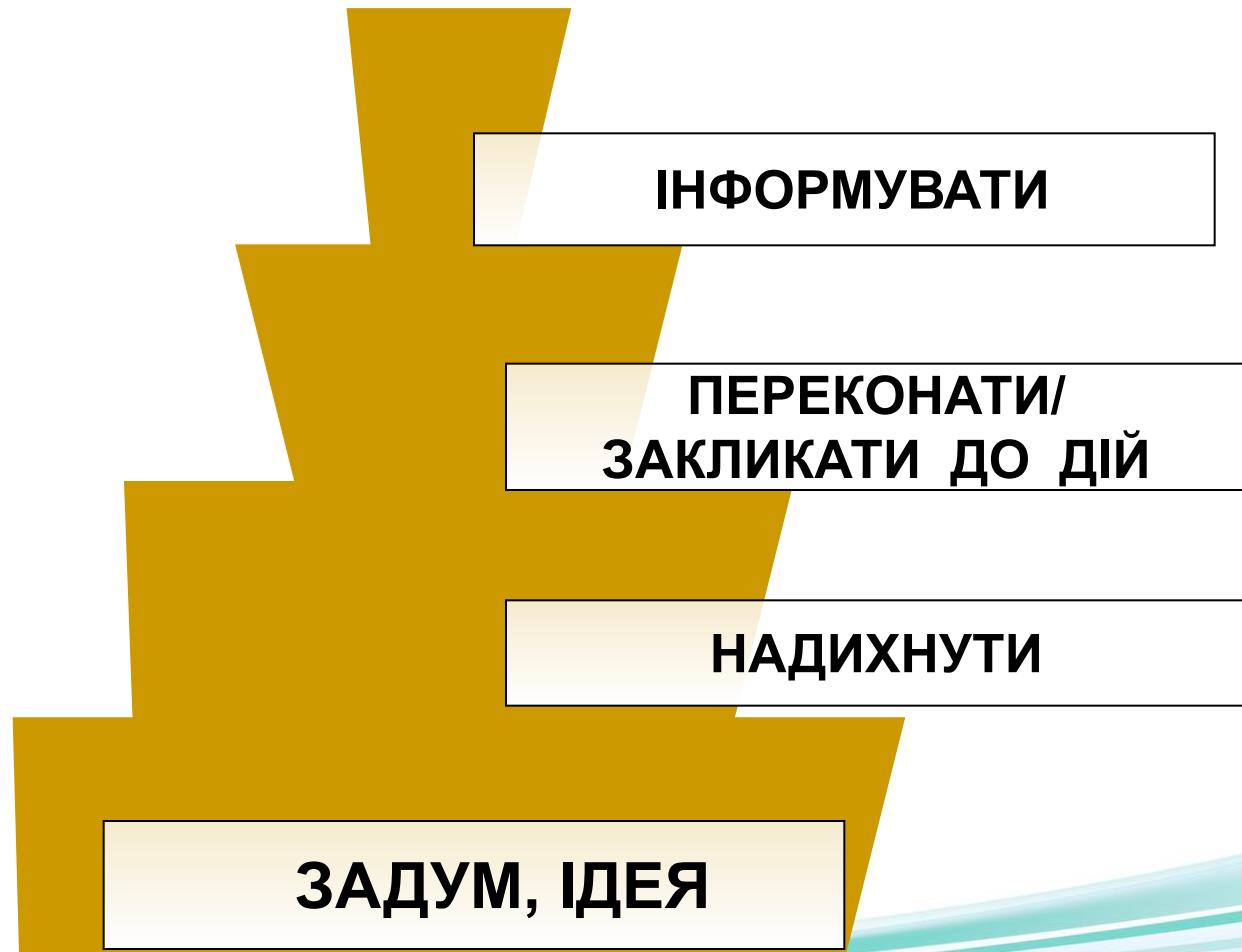 ІНФОРМУВАТИ
ПЕРЕКОНАТИ/
ЗАКЛИКАТИ ДО ДІЙ
НАДИХНУТИ
ЗАДУМ, ІДЕЯ